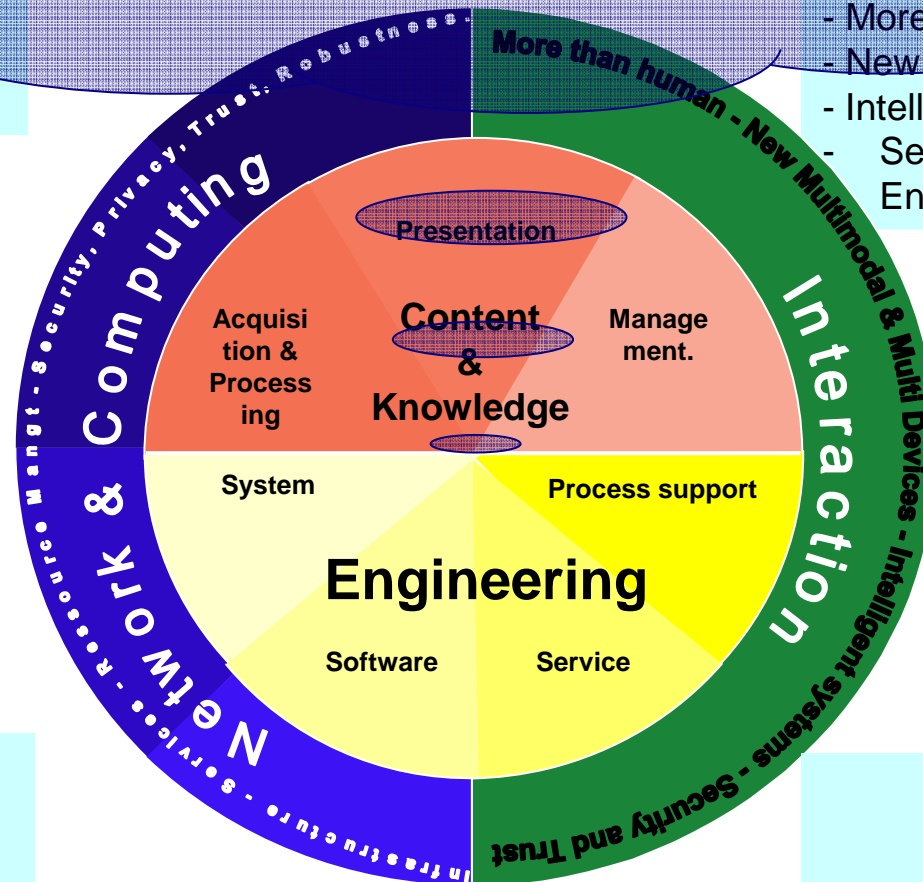 - More
- New
- Intell
- Se
En
Infrastructure - Services - Ressource Mangt - Security, Privacy, Trust, Robustness.
More than human - New Multimodal & Multi Devices - Intelligent systems - Security and Trust
Network & Computing
Interaction
Presentation
Acquisi
tion &
Process
ing
Content
&
Knowledge
Manage
ment.
System
Process support
Engineering
Software
Service